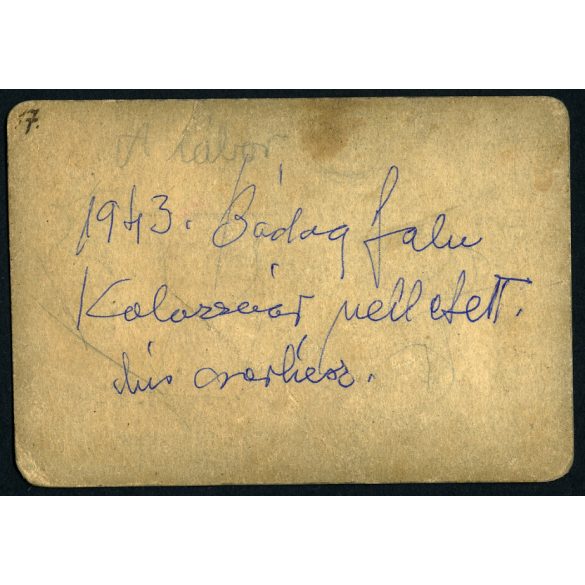 7.
A tábor
1943. Bádog falu
Kolozsvár mellett.